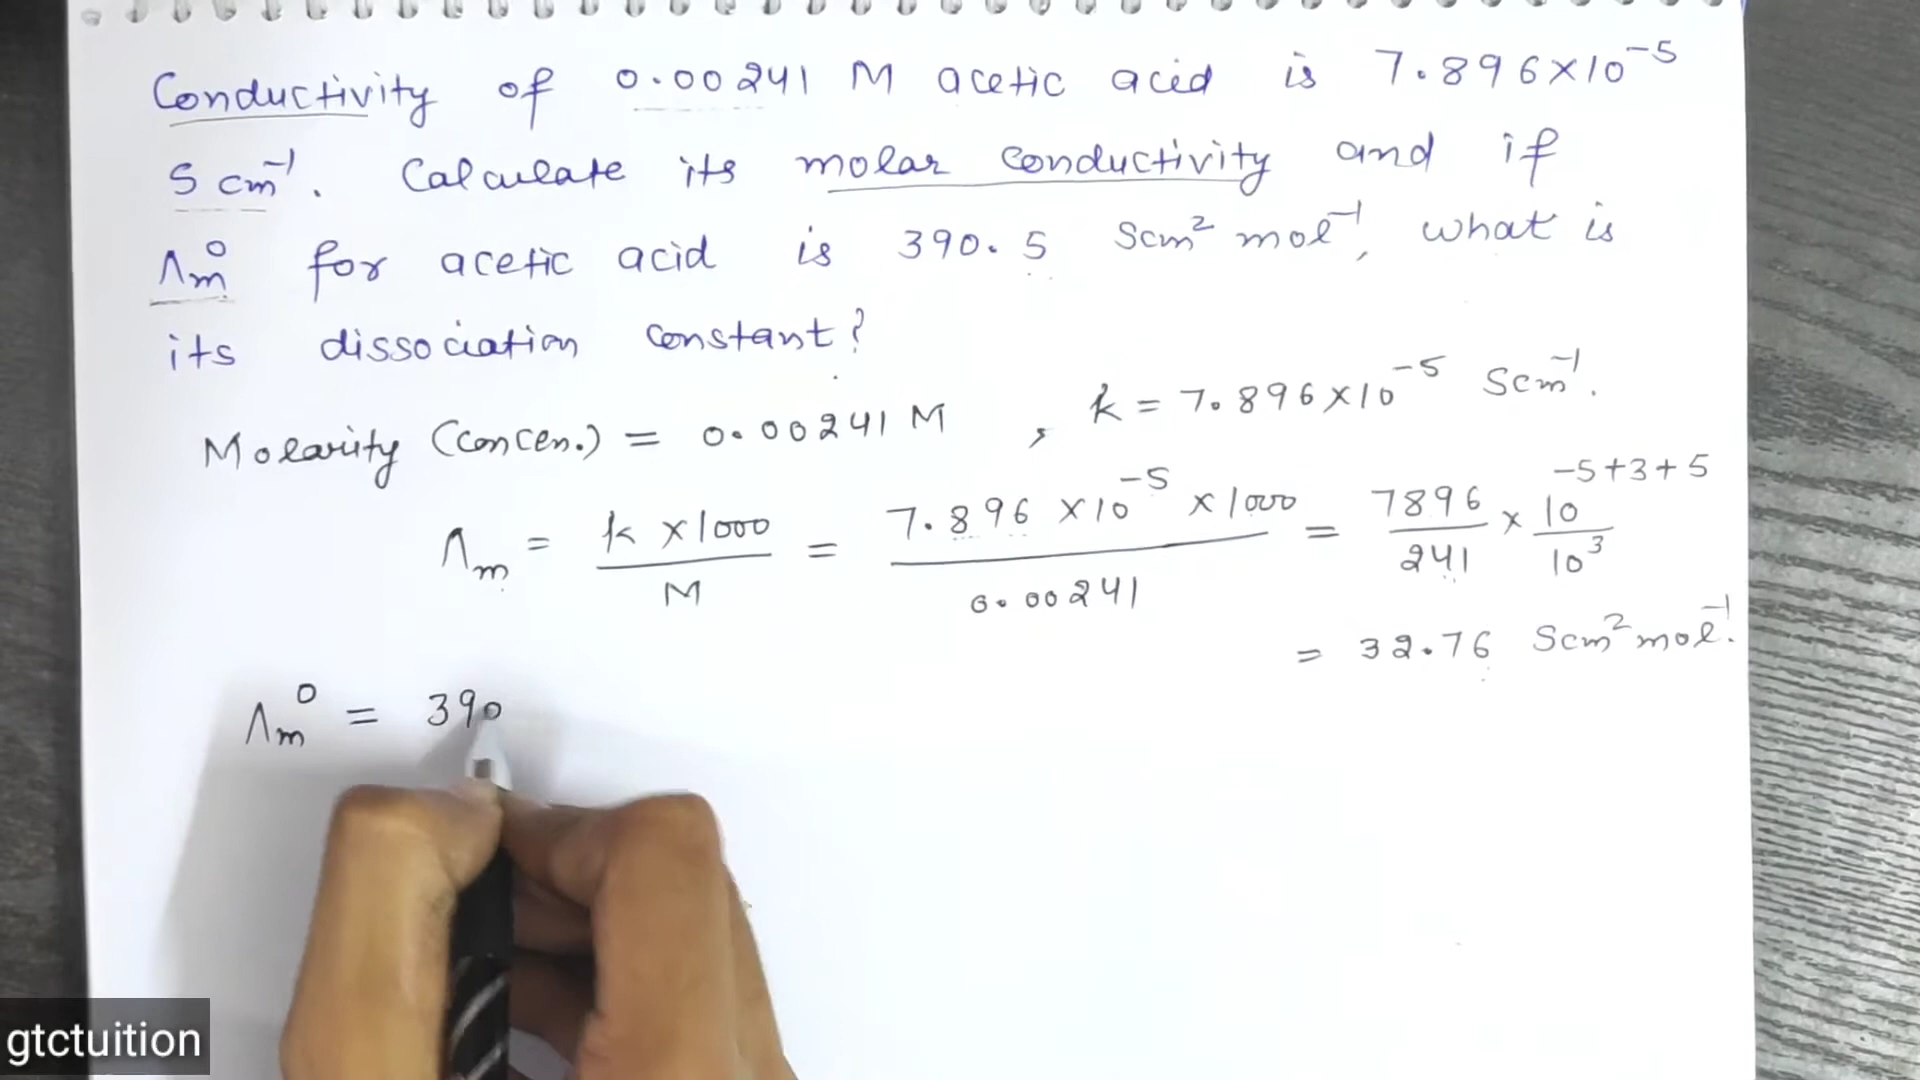 Conductivity of 0.00241 M acetic acid is 7.896×10⁻⁵
S cm⁻¹. Calculate its molar conductivity and if
Λm⁰ for acetic acid is 390.5 Scm² mol⁻¹, what is
its dissociation constant?
Molarity (concen.) = 0.00241 M , k = 7.896×10⁻⁵ Scm⁻¹.
Λm = k ×1000 / M = 7.896 ×10⁻⁵ ×1000 / 0.00241 = 7896 / 241 × 10⁻⁵⁺³⁺⁵ / 10³
= 32.76 Scm² mol⁻¹.
Λm⁰ = 390
gtctuition